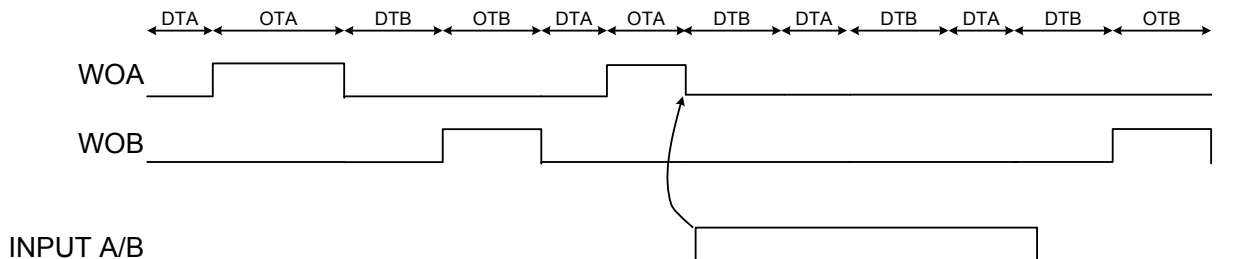 DTA OTA DTB OTB DTA OTA DTB DTA DTB DTA DTB OTB
WOA
WOB
INPUT A/B